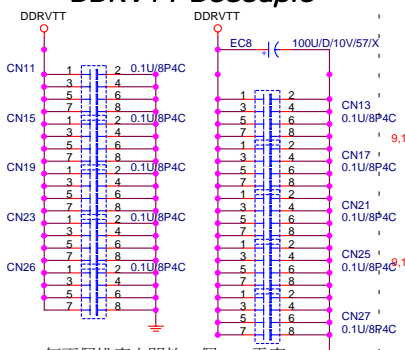 DDRVTT Decouple
DDRVTT
CN11 1 2 0.1U/8P4C
3 4
5 6
7 8
CN15 1 2 0.1U/8P4C
3 4
5 6
7 8
CN19 1 2 0.1U/8P4C
3 4
5 6
7 8
CN23 1 2 0.1U/8P4C
3 4
5 6
7 8
CN26 1 2 0.1U/8P4C
3 4
5 6
7 8
DDRVTT
EC8 + 100U/D/10V/57/X
1 2 CN13
3 4 0.1U/8P4C
5 6
7 8 9,1
1 2 CN17
3 4 0.1U/8P4C
5 6
7 8
1 2 CN21
3 4 0.1U/8P4C
5 6
7 8
1 2 CN25
3 4 0.1U/8P4C 9,1
5 6
7 8
1 2 CN27
3 4 0.1U/8P4C
5 6
7 8